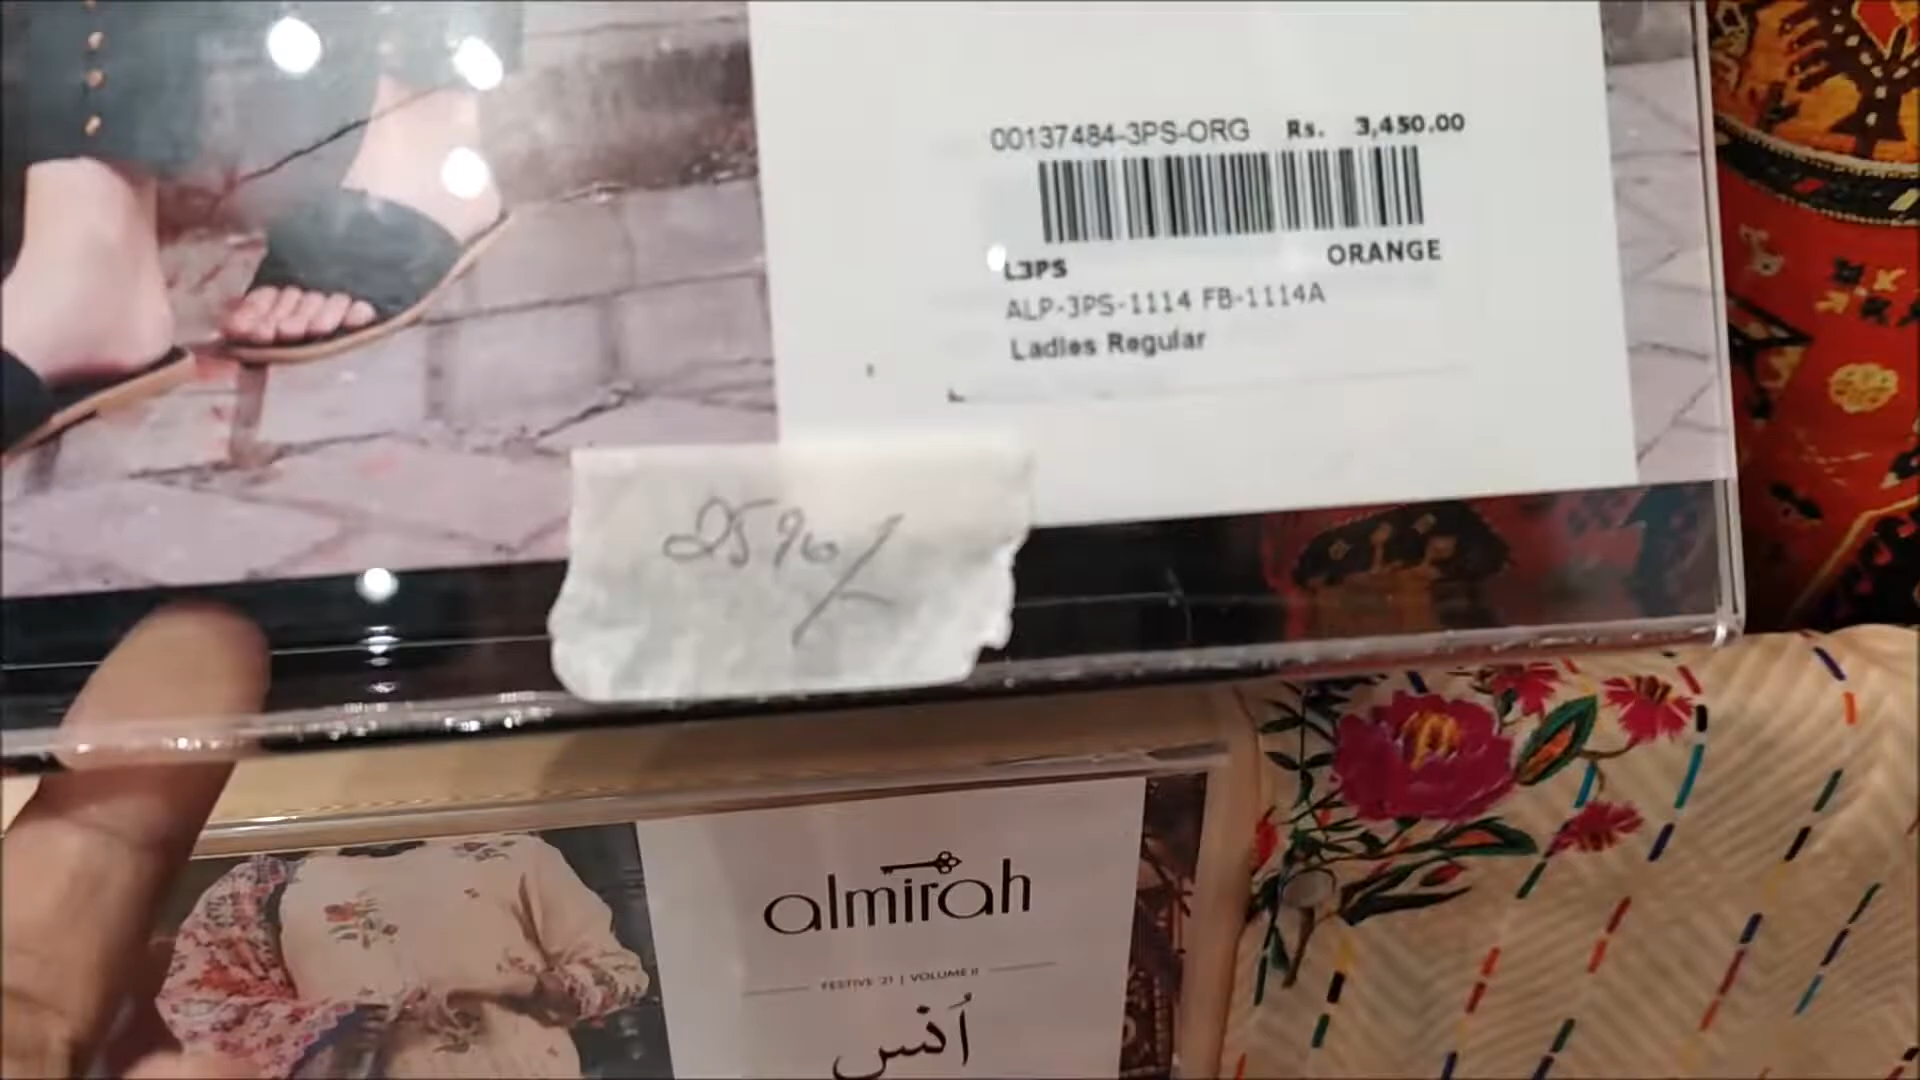 00137484-3PS-ORG Rs. 3,450.00
L3PS ORANGE
ALP-3PS-1114 FB-1114A
Ladies Regular
2590/-
almirah
FESTIVE '21 | VOLUME II
اُنس